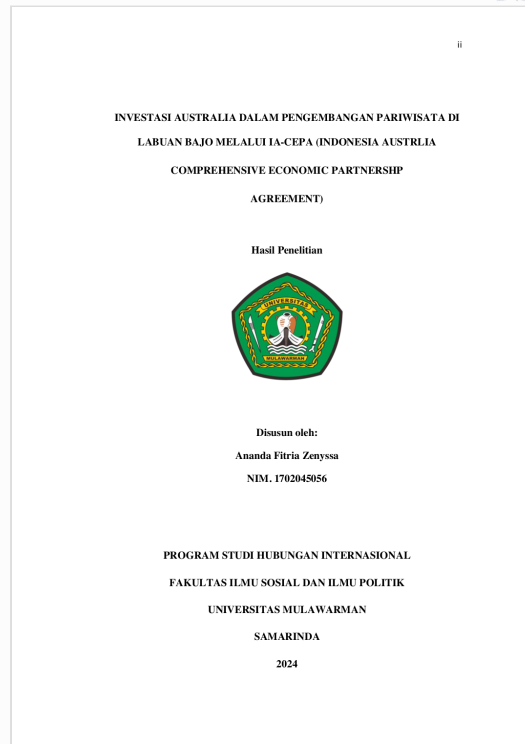 ii
INVESTASI AUSTRALIA DALAM PENGEMBANGAN PARIWISATA DI
LABUAN BAJO MELALUI IA-CEPA (INDONESIA AUSTRLIA
COMPREHENSIVE ECONOMIC PARTNERSHP
AGREEMENT)
Hasil Penelitian
UNIVERSITAS
MULAWARMAN
Disusun oleh:
Ananda Fitria Zenyssa
NIM. 1702045056
PROGRAM STUDI HUBUNGAN INTERNASIONAL
FAKULTAS ILMU SOSIAL DAN ILMU POLITIK
UNIVERSITAS MULAWARMAN
SAMARINDA
2024